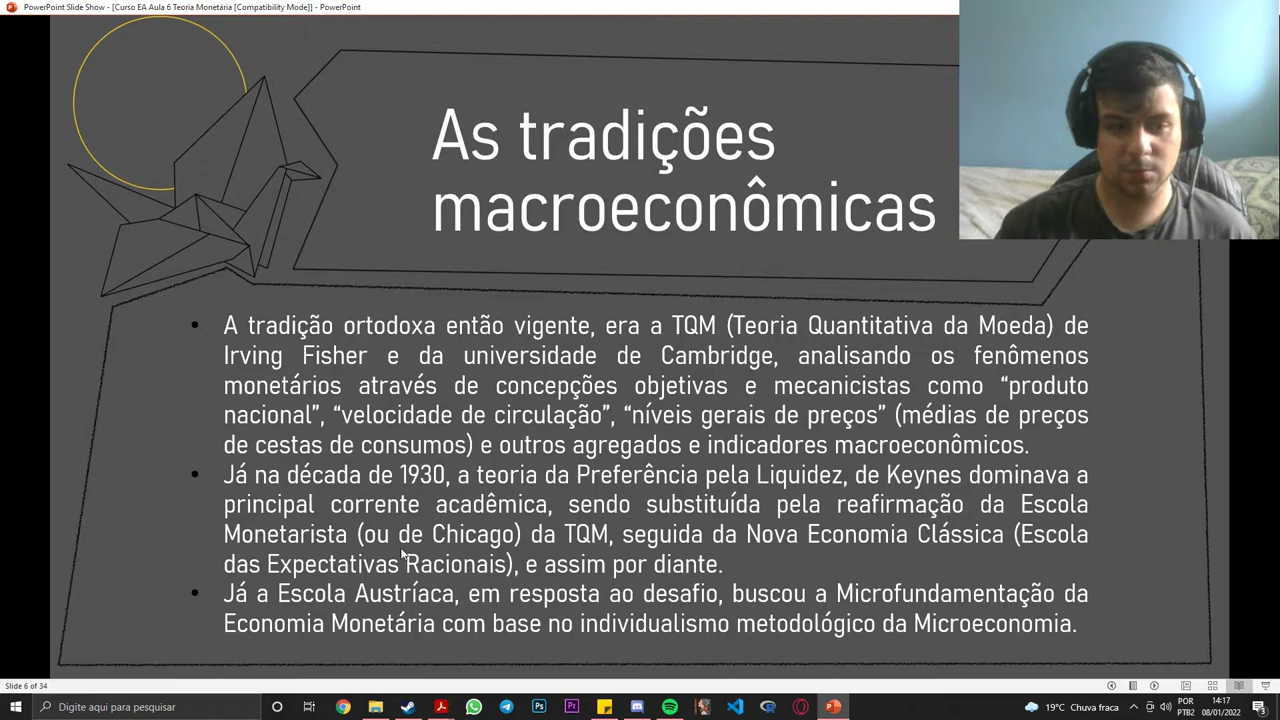 PowerPoint Slide Show - [Curso EA Aula 6 Teoria Monetária [Compatibility Mode]] - PowerPoint
As tradições
macroeconômicas
• A tradição ortodoxa então vigente, era a TQM (Teoria Quantitativa da Moeda) de
Irving Fisher e da universidade de Cambridge, analisando os fenômenos
monetários através de concepções objetivas e mecanicistas como “produto
nacional”, “velocidade de circulação”, “níveis gerais de preços” (médias de preços
de cestas de consumos) e outros agregados e indicadores macroeconômicos.
• Já na década de 1930, a teoria da Preferência pela Liquidez, de Keynes dominava a
principal corrente acadêmica, sendo substituída pela reafirmação da Escola
Monetarista (ou de Chicago) da TQM, seguida da Nova Economia Clássica (Escola
das Expectativas Racionais), e assim por diante.
• Já a Escola Austríaca, em resposta ao desafio, buscou a Microfundamentação da
Economia Monetária com base no individualismo metodológico da Microeconomia.
Slide 6 of 34
Digite aqui para pesquisar
Ps
Pr
R
19°C Chuva fraca
POR
PTB2
14:17
08/01/2022
3